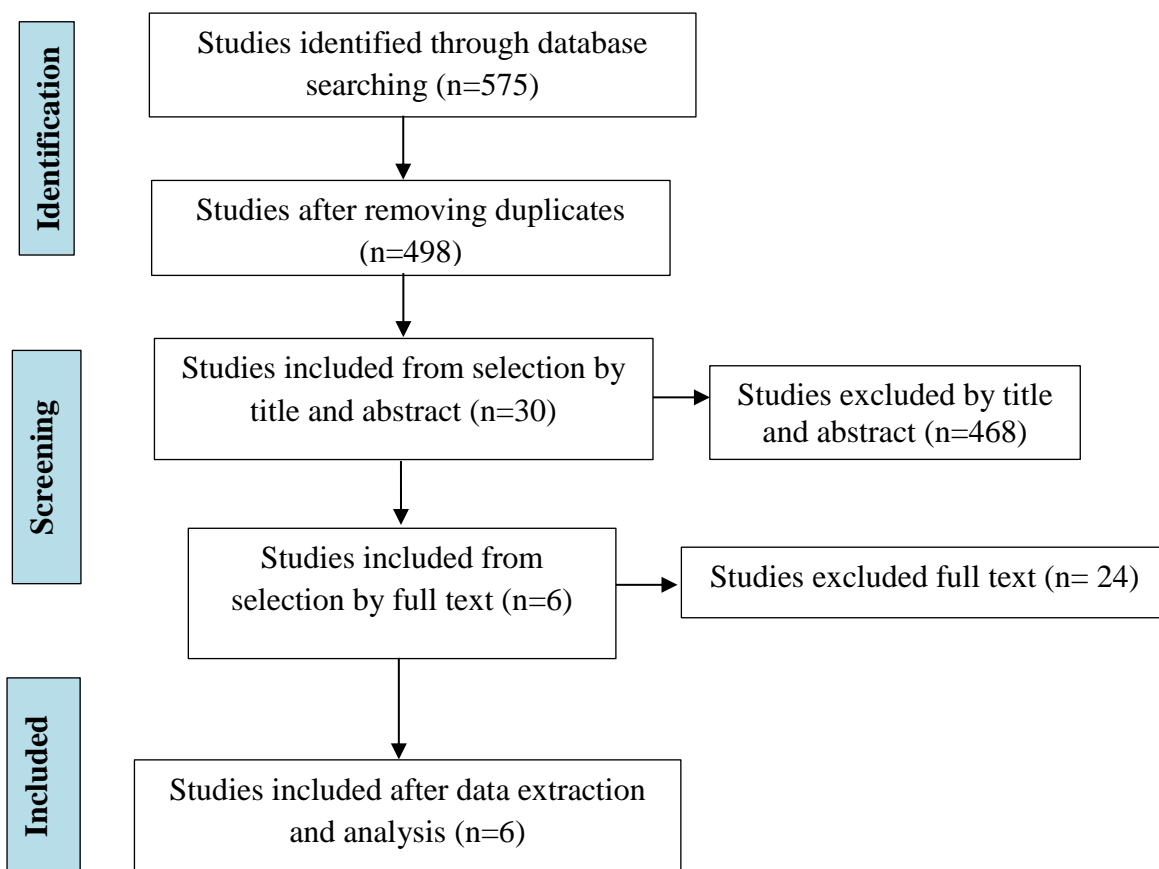 Identification
Studies identified through database
searching (n=575)
Studies after removing duplicates
(n=498)
Screening
Studies included from selection by
title and abstract (n=30)
Studies excluded by title
and abstract (n=468)
Studies included from
selection by full text (n=6)
Studies excluded full text (n= 24)
Included
Studies included after data extraction
and analysis (n=6)